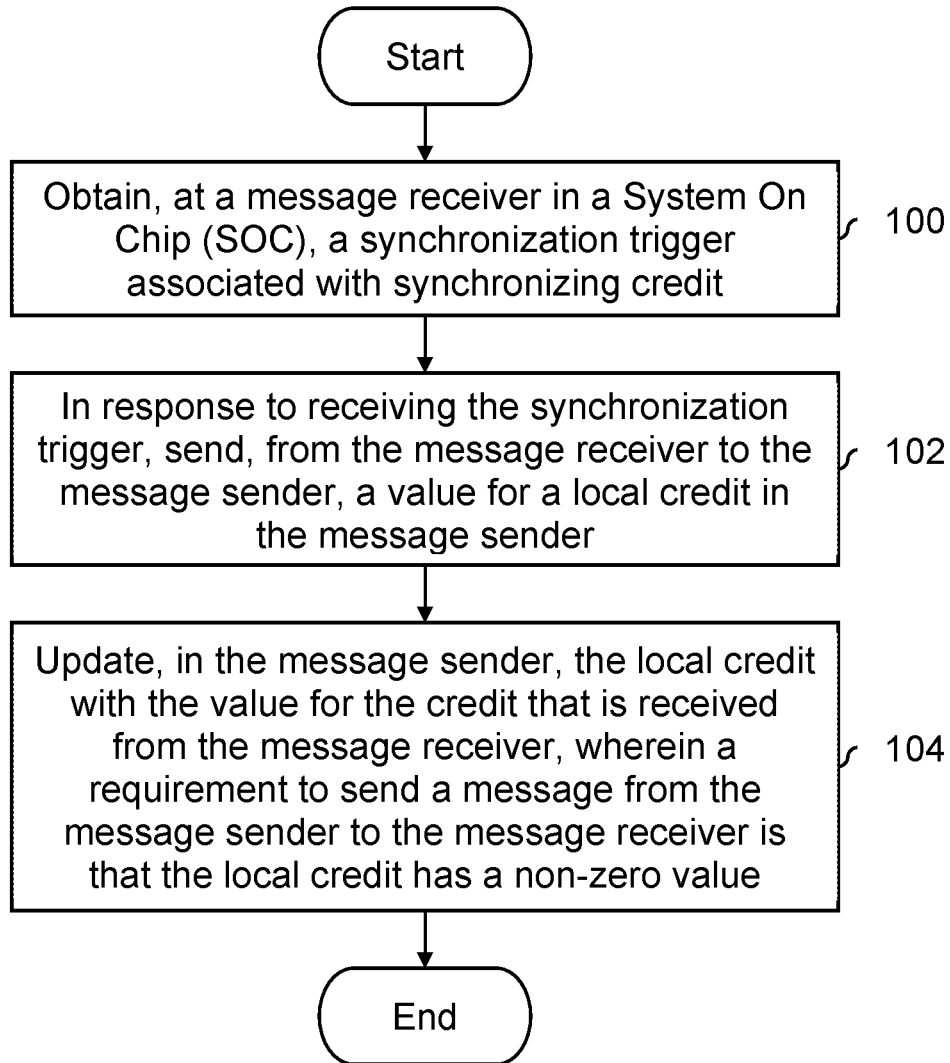 Start
Obtain, at a message receiver in a System On
Chip (SOC), a synchronization trigger
associated with synchronizing credit
100
In response to receiving the synchronization
trigger, send, from the message receiver to the
message sender, a value for a local credit in
the message sender
102
Update, in the message sender, the local credit
with the value for the credit that is received
from the message receiver, wherein a
requirement to send a message from the
message sender to the message receiver is
that the local credit has a non-zero value
104
End